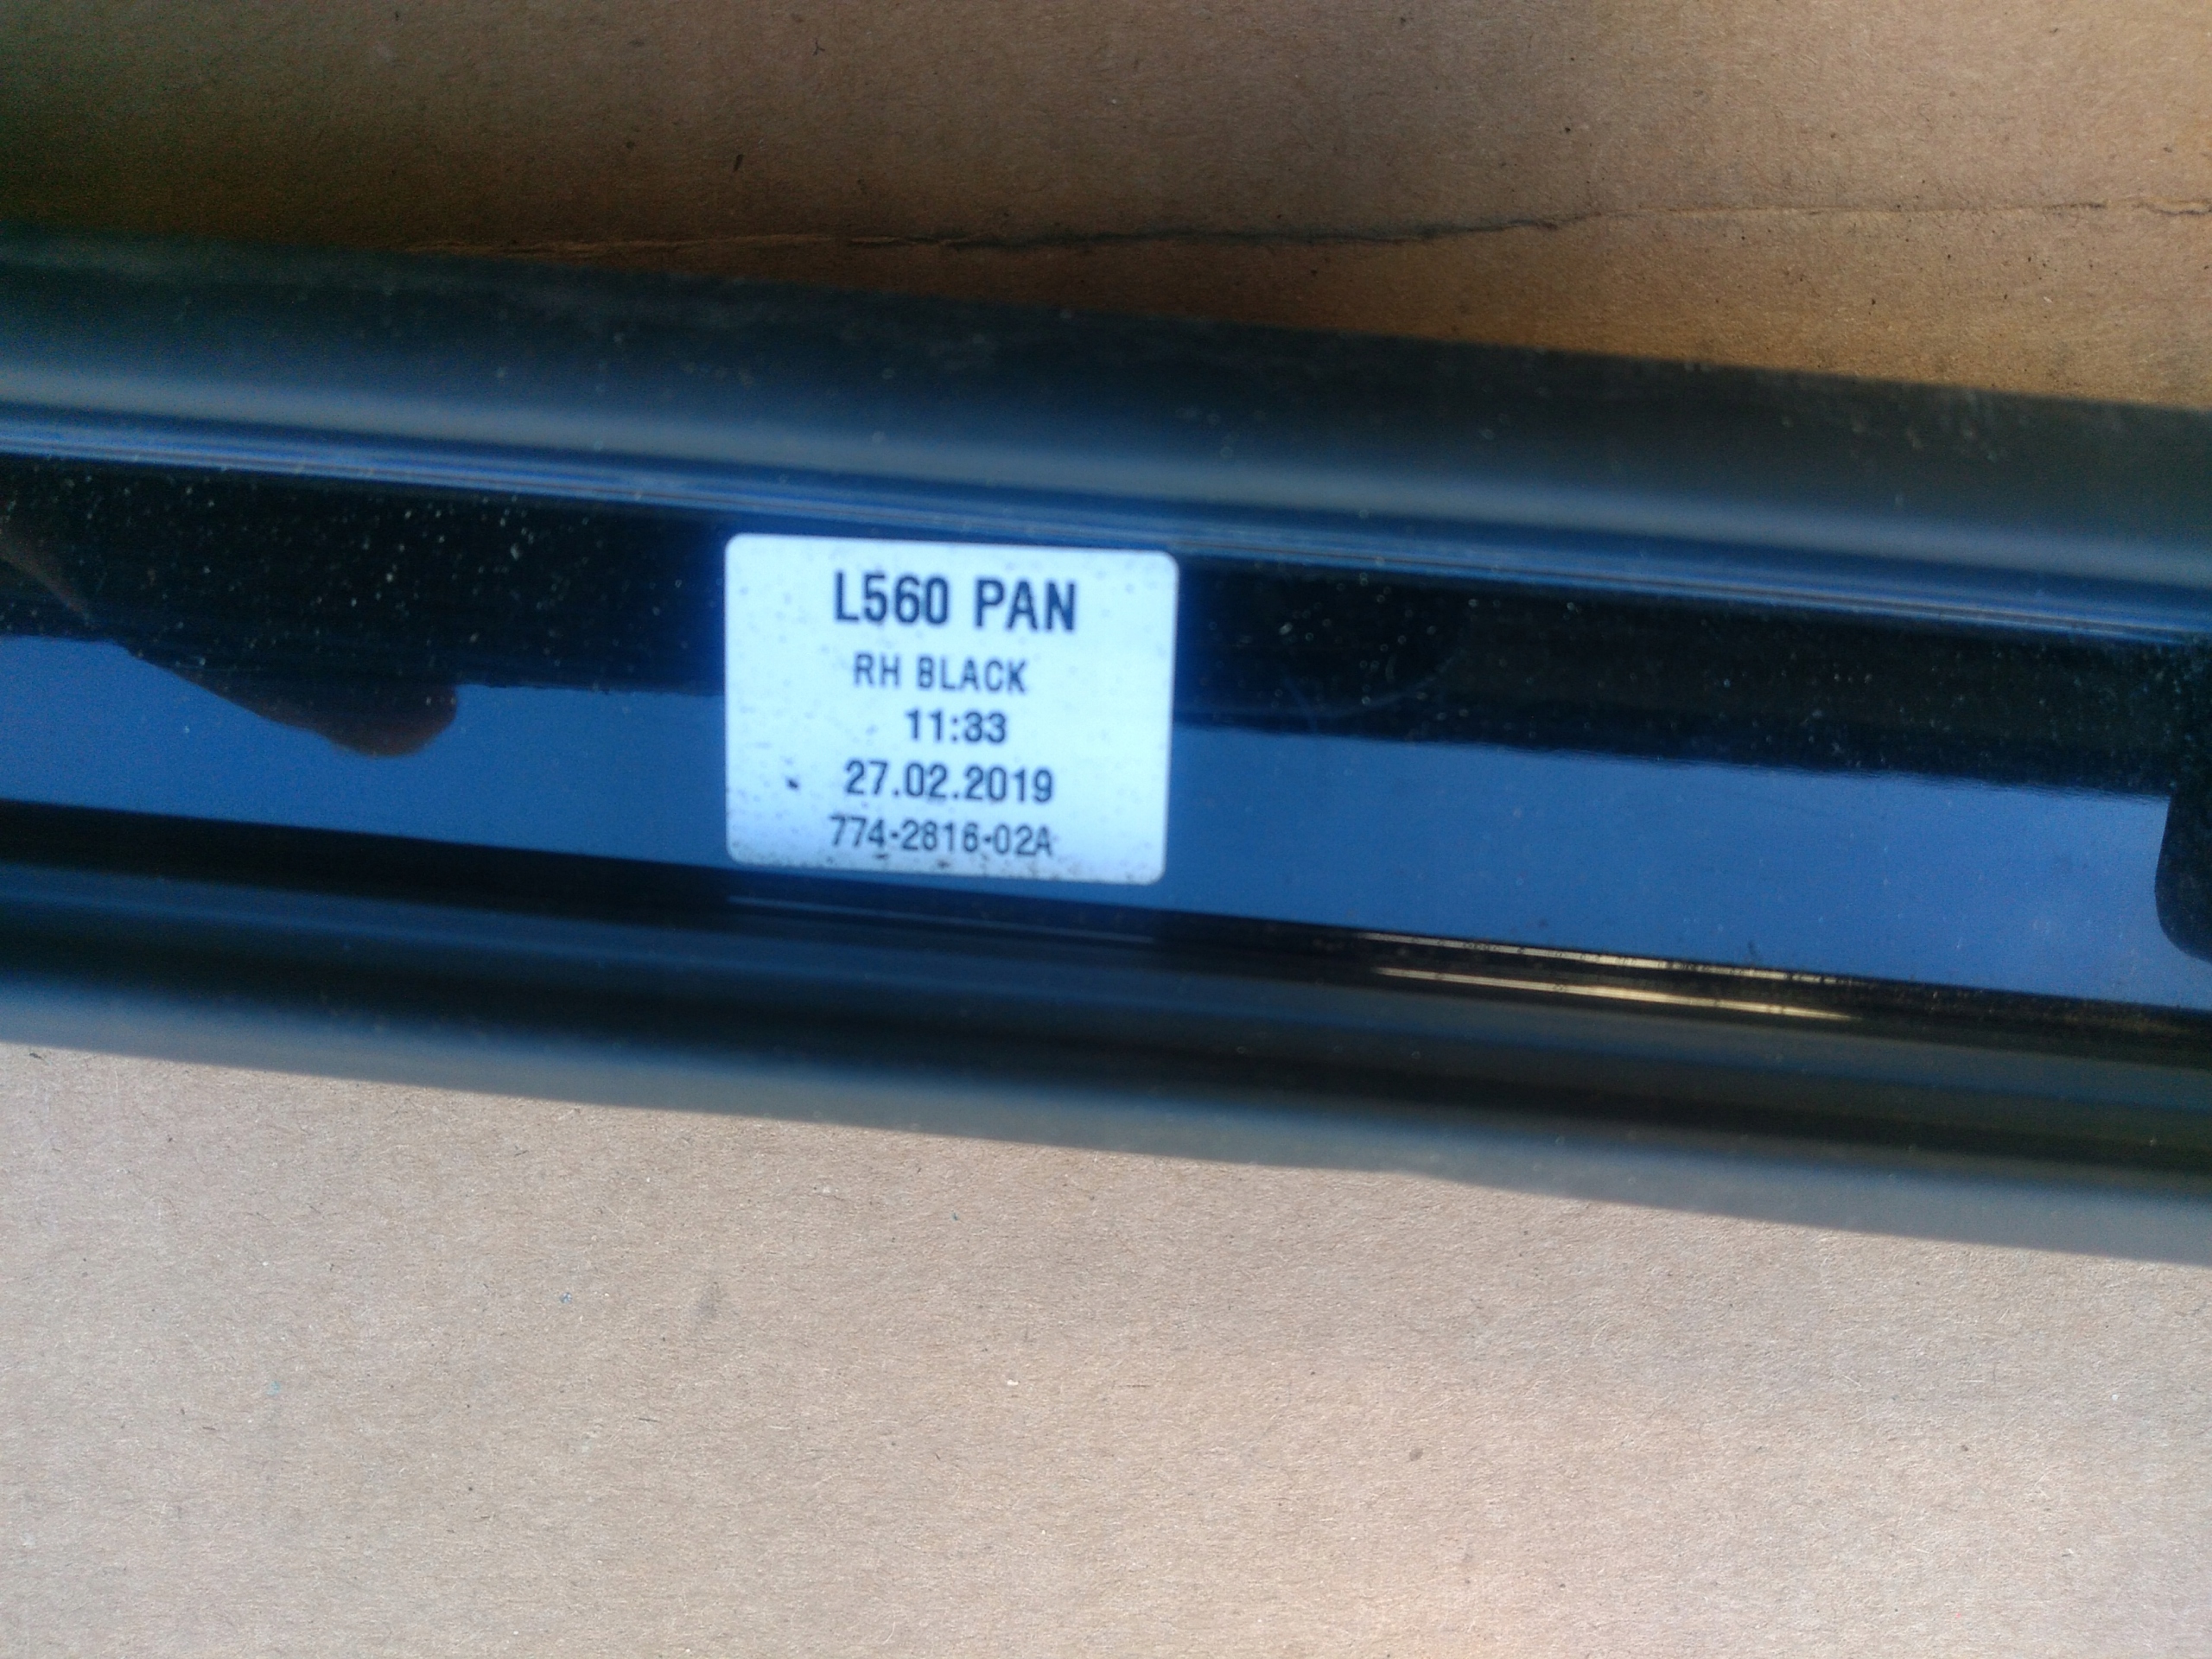 L560 PAN
RH BLACK
11:33
27.02.2019
774-2816-02A